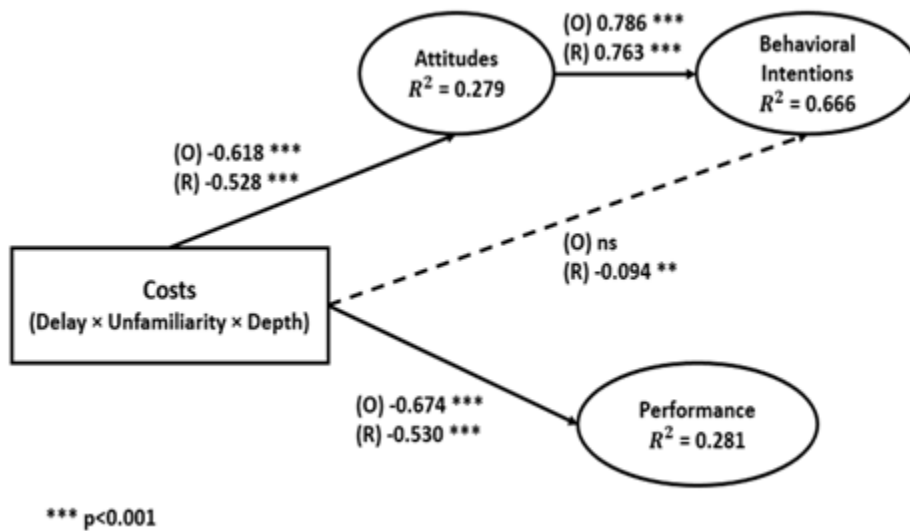 (O) 0.786 ***
(R) 0.763 ***
Attitudes
R² = 0.279
Behavioral
Intentions
R² = 0.666
(O) -0.618 ***
(R) -0.528 ***
(O) ns
(R) -0.094 **
Costs
(Delay × Unfamiliarity × Depth)
(O) -0.674 ***
(R) -0.530 ***
Performance
R² = 0.281
*** p<0.001